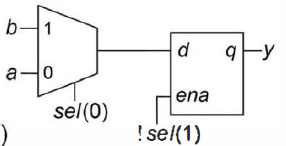 b 1 d q y
a 0
sel(0) ena
) !sel(1)